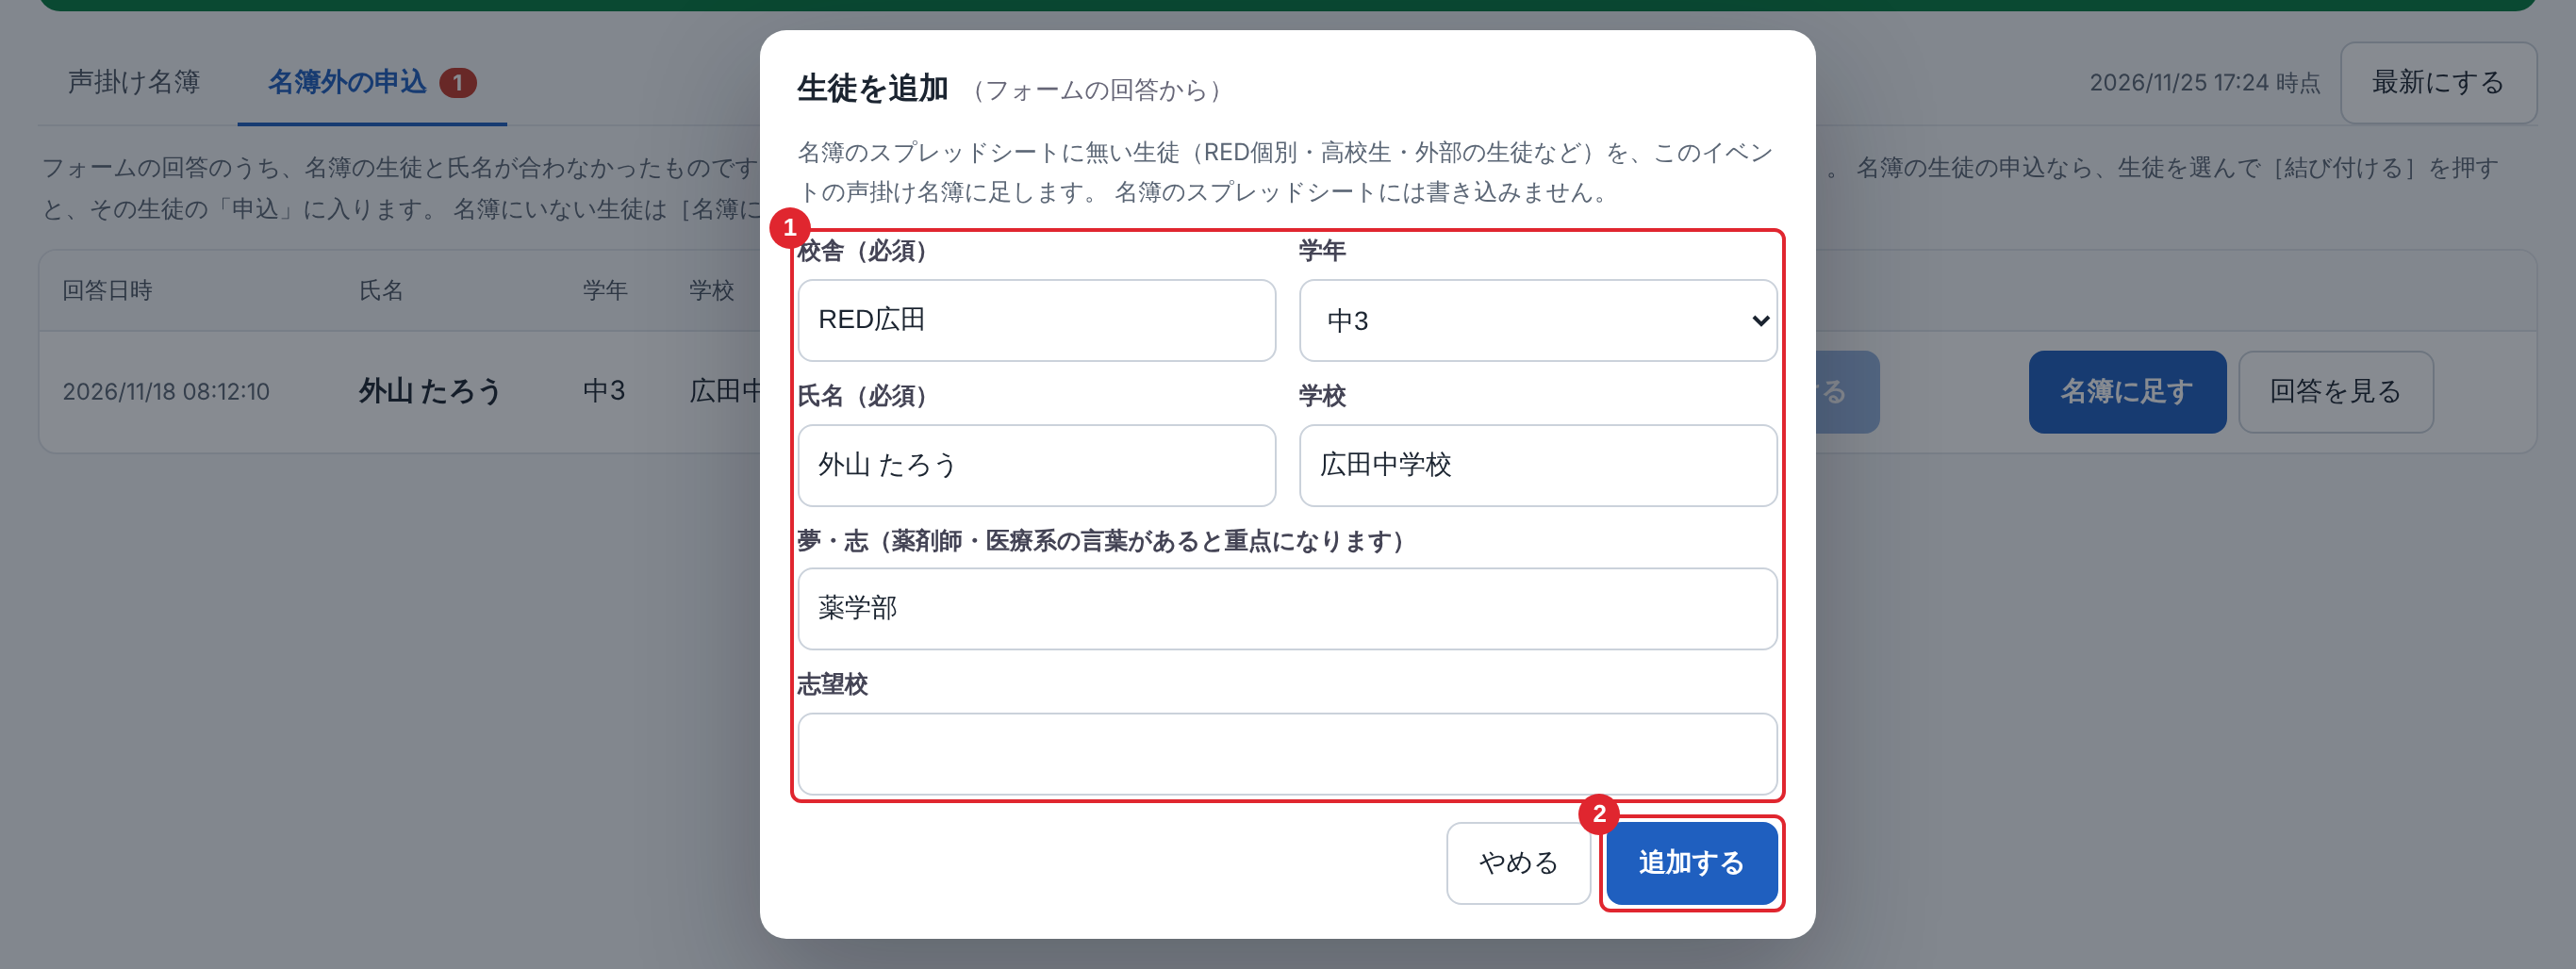 声掛け名簿
名簿外の申込 1
2026/11/25 17:24 時点
最新にする
フォームの回答のうち、名簿の生徒と氏名が合わなかったものです
。 名簿の生徒の申込なら、生徒を選んで［結び付ける］を押す
と、その生徒の「申込」に入ります。 名簿にいない生徒は［名簿に
回答日時
氏名
学年
学校
2026/11/18 08:12:10
外山 たろう
中3
広田中
る
名簿に足す
回答を見る
生徒を追加 （フォームの回答から）
名簿のスプレッドシートに無い生徒（RED個別・高校生・外部の生徒など）を、このイベン
トの声掛け名簿に足します。 名簿のスプレッドシートには書き込みません。
1
校舎（必須）
学年
RED広田
中3
氏名（必須）
学校
外山 たろう
広田中学校
夢・志（薬剤師・医療系の言葉があると重点になります）
薬学部
志望校
2
やめる
追加する